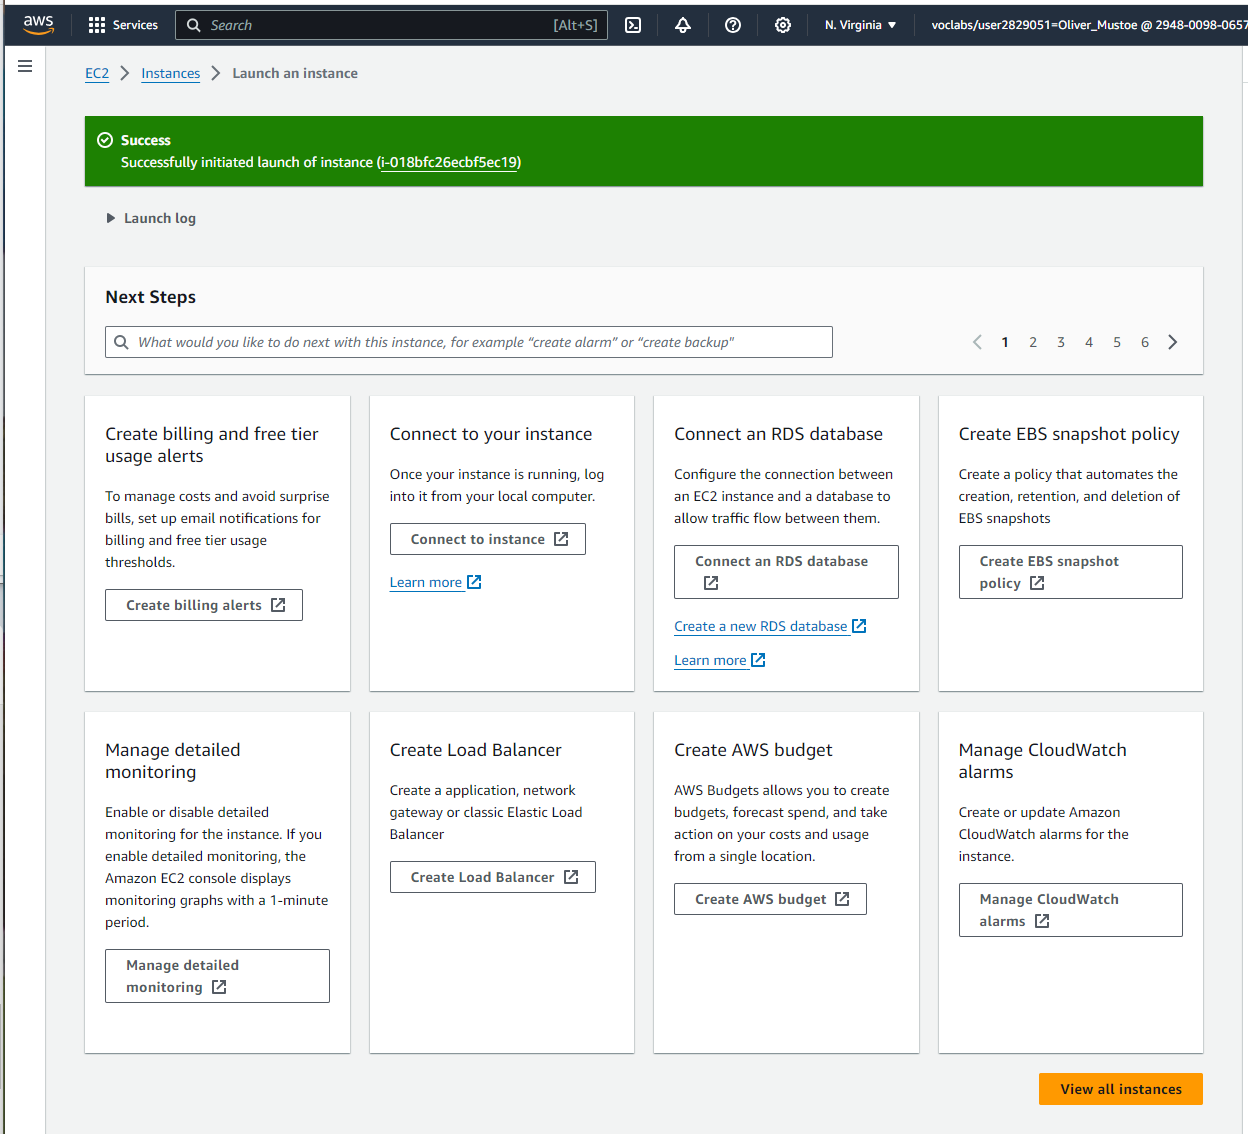 aws
Services
Search
[Alt+S]
N. Virginia
voclabs/user2829051=Oliver_Mustoe @ 2948-0098-0657
EC2
Instances
Launch an instance
Success
Successfully initiated launch of instance (i-018bfc26ecbf5ec19)
Launch log
Next Steps
What would you like to do next with this instance, for example “create alarm” or “create backup”
1 2 3 4 5 6
Create billing and free tier
usage alerts
To manage costs and avoid surprise
bills, set up email notifications for
billing and free tier usage
thresholds.
Create billing alerts
Connect to your instance
Once your instance is running, log
into it from your local computer.
Connect to instance
Learn more
Connect an RDS database
Configure the connection between
an EC2 instance and a database to
allow traffic flow between them.
Connect an RDS database
Create a new RDS database
Learn more
Create EBS snapshot policy
Create a policy that automates the
creation, retention, and deletion of
EBS snapshots
Create EBS snapshot
policy
Manage detailed
monitoring
Enable or disable detailed
monitoring for the instance. If you
enable detailed monitoring, the
Amazon EC2 console displays
monitoring graphs with a 1-minute
period.
Manage detailed
monitoring
Create Load Balancer
Create a application, network
gateway or classic Elastic Load
Balancer
Create Load Balancer
Create AWS budget
AWS Budgets allows you to create
budgets, forecast spend, and take
action on your costs and usage
from a single location.
Create AWS budget
Manage CloudWatch
alarms
Create or update Amazon
CloudWatch alarms for the
instance.
Manage CloudWatch
alarms
View all instances